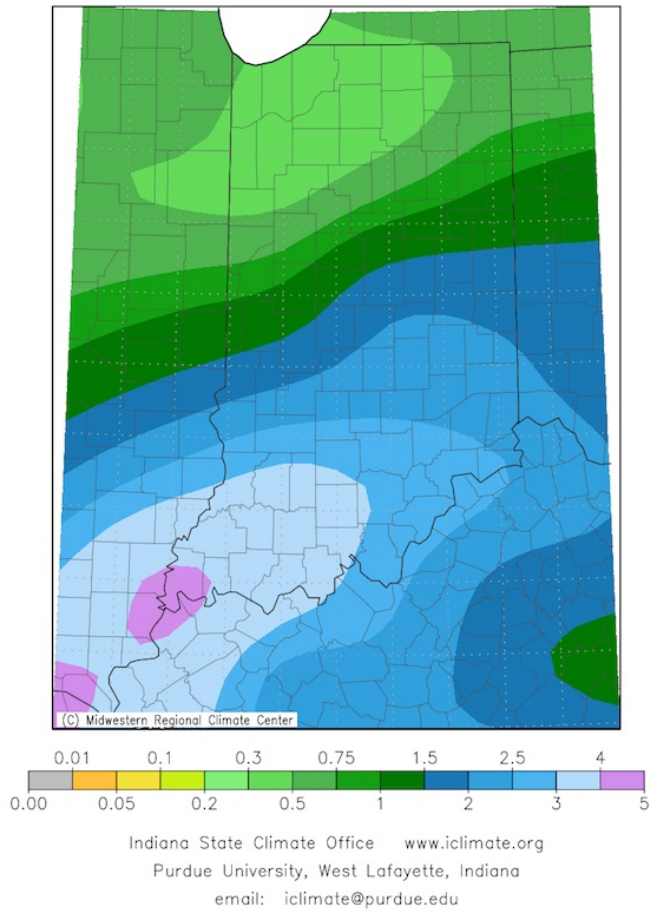 (C) Midwestern Regional Climate Center
0.01 0.1 0.3 0.75 1.5 2.5 4
0.00 0.05 0.2 0.5 1 2 3 5
Indiana State Climate Office www.iclimate.org
Purdue University, West Lafayette, Indiana
email: iclimate@purdue.edu